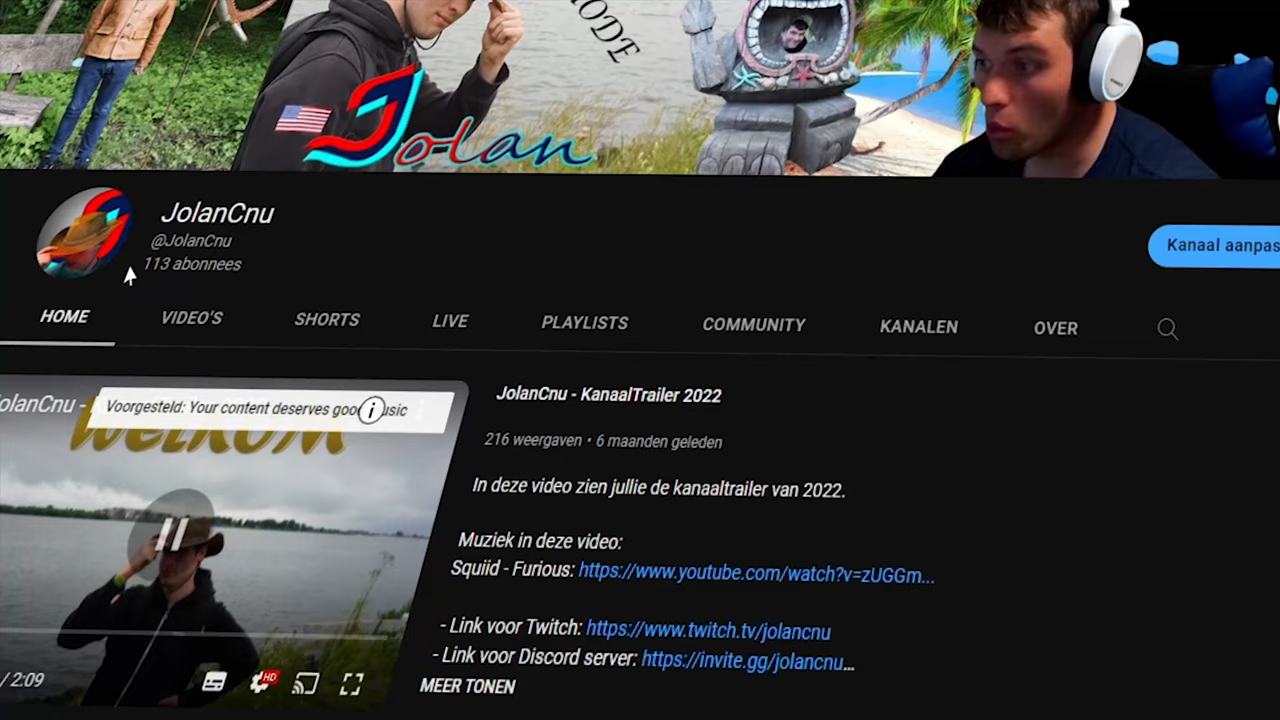 ODE
Jolan
JolanCnu
@JolanCnu
113 abonnees
Kanaal aanpas
HOME
VIDEO'S
SHORTS
LIVE
PLAYLISTS
COMMUNITY
KANALEN
OVER
olanCnu -
Voorgesteld: Your content deserves goo usic
WELKOM
/ 2:09
HD
JolanCnu - KanaalTrailer 2022
216 weergaven • 6 maanden geleden
In deze video zien jullie de kanaaltrailer van 2022.
Muziek in deze video:
Squiid - Furious: https://www.youtube.com/watch?v=zUGGm...
- Link voor Twitch: https://www.twitch.tv/jolancnu
- Link voor Discord server: https://invite.gg/jolancnu...
MEER TONEN